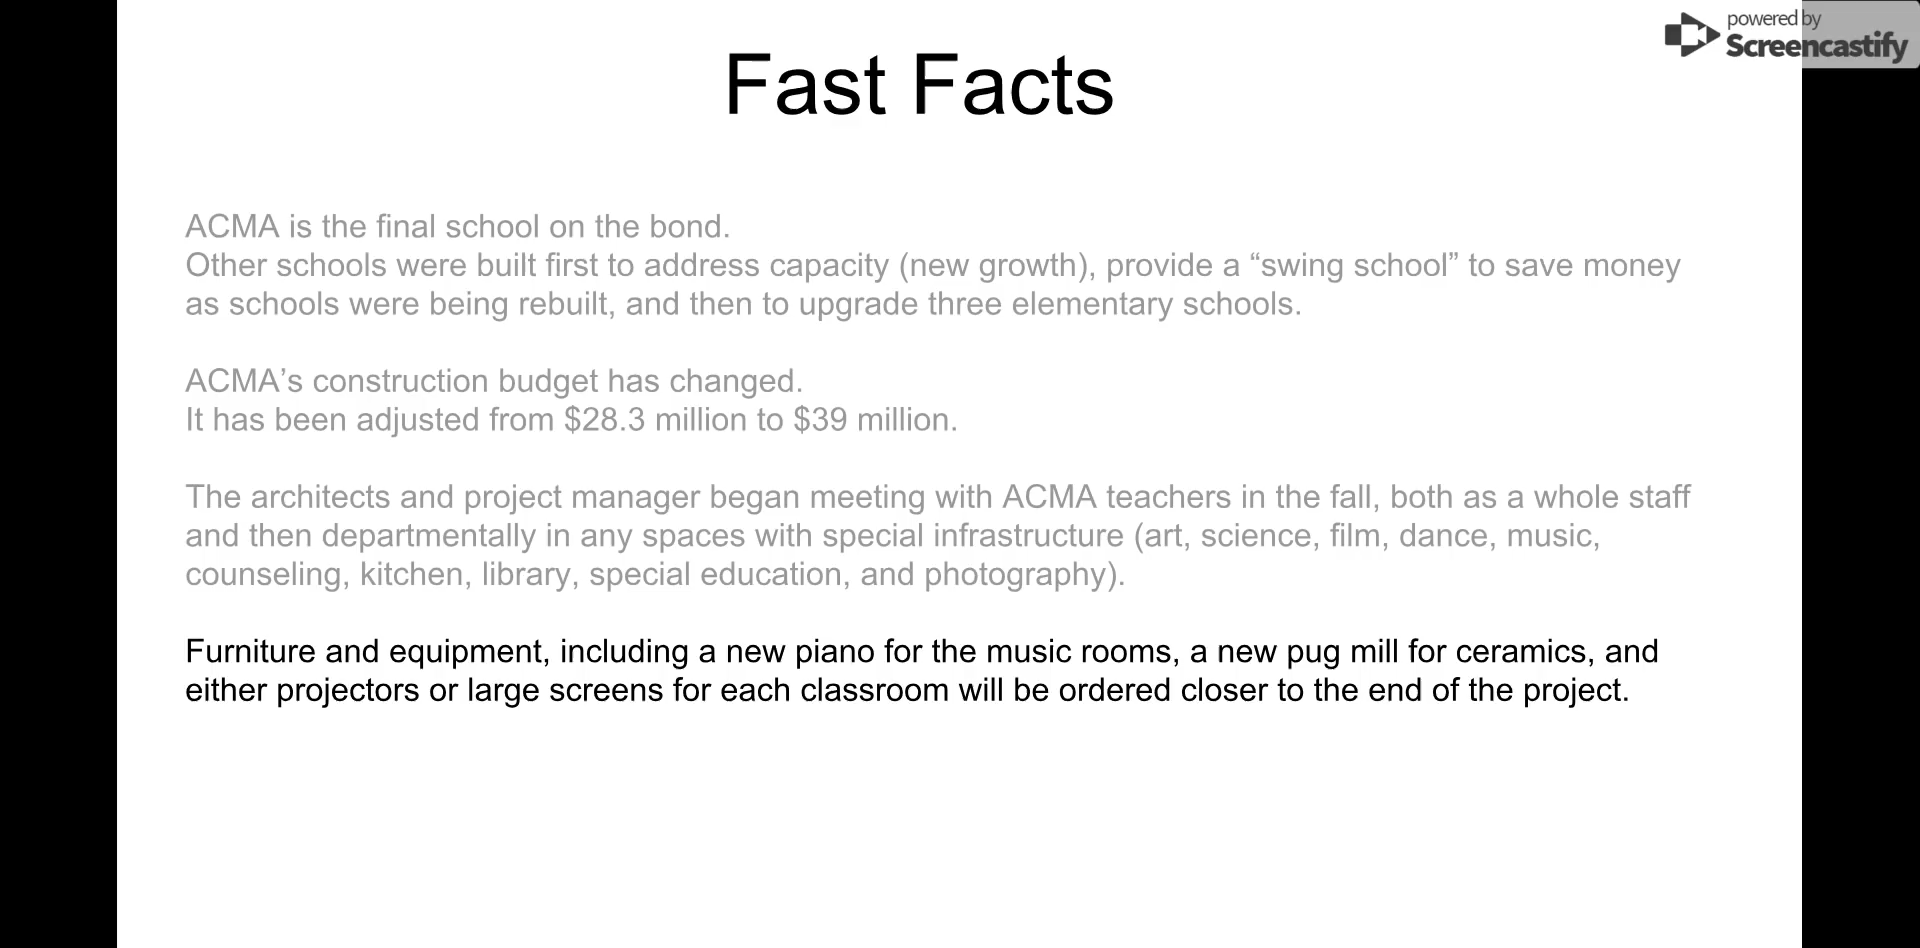 powered by
Screencastify
Fast Facts
ACMA is the final school on the bond.
Other schools were built first to address capacity (new growth), provide a “swing school” to save money
as schools were being rebuilt, and then to upgrade three elementary schools.
ACMA’s construction budget has changed.
It has been adjusted from $28.3 million to $39 million.
The architects and project manager began meeting with ACMA teachers in the fall, both as a whole staff
and then departmentally in any spaces with special infrastructure (art, science, film, dance, music,
counseling, kitchen, library, special education, and photography).
Furniture and equipment, including a new piano for the music rooms, a new pug mill for ceramics, and
either projectors or large screens for each classroom will be ordered closer to the end of the project.